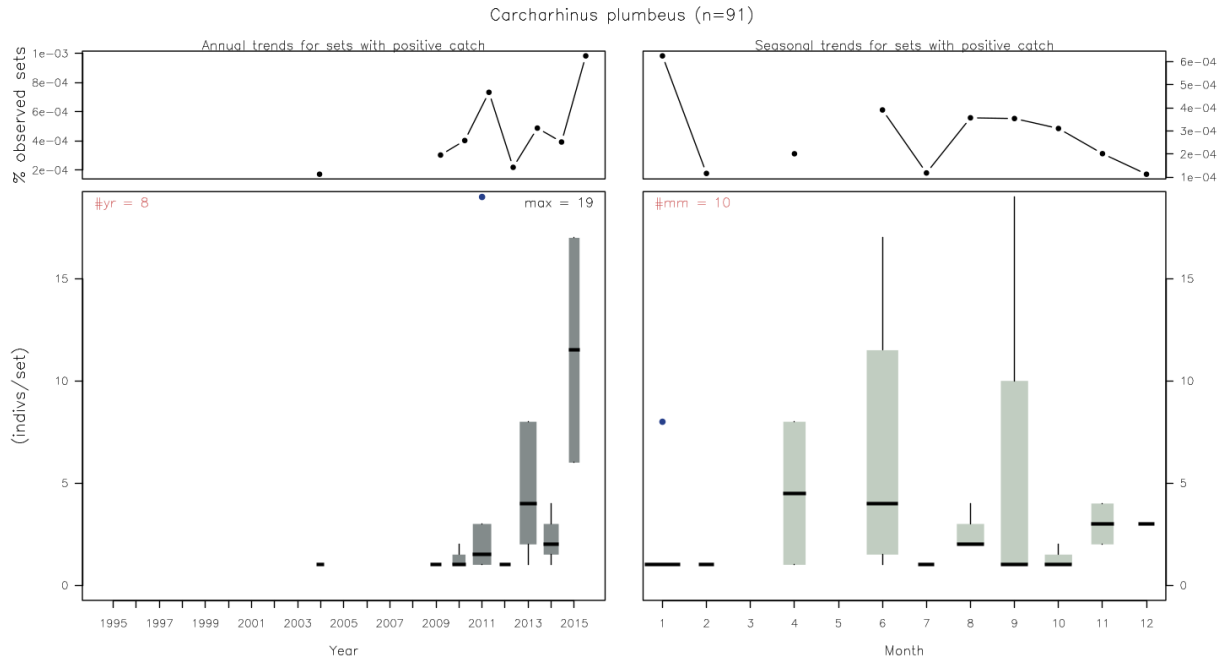 Carcharhinus plumbeus (n=91)
Annual trends for sets with positive catch
Seasonal trends for sets with positive catch
% observed sets
1e-03
8e-04
6e-04
4e-04
2e-04
6e-04
5e-04
4e-04
3e-04
2e-04
1e-04
#yr = 8
max = 19
#mm = 10
(indivs/set)
15
10
5
0
15
10
5
0
1995 1997 1999 2001 2003 2005 2007 2009 2011 2013 2015
1 2 3 4 5 6 7 8 9 10 11 12
Year
Month